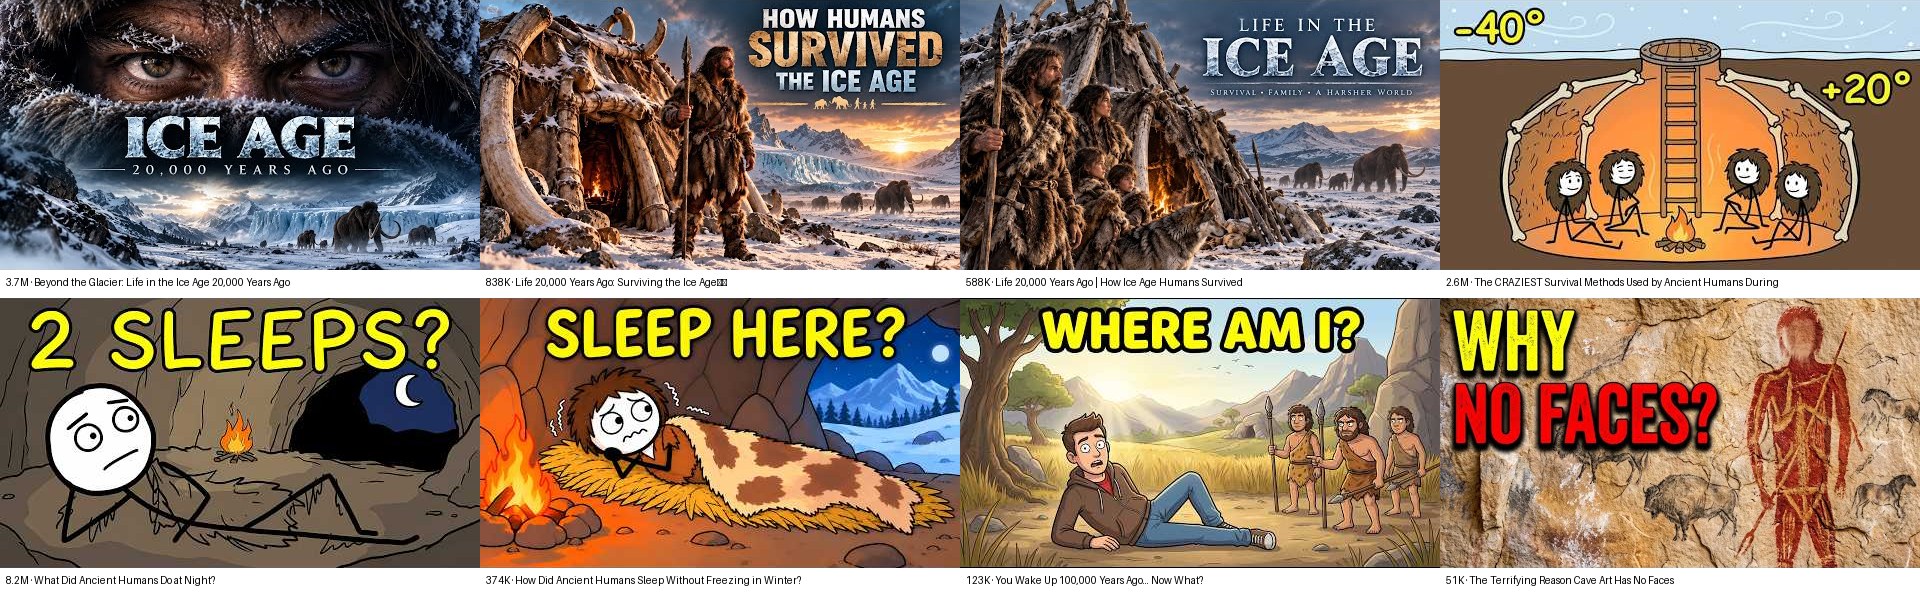 ICE AGE
20,000 YEARS AGO
3.7M · Beyond the Glacier: Life in the Ice Age 20,000 Years Ago
HOW HUMANS
SURVIVED
THE ICE AGE
838K · Life 20,000 Years Ago: Surviving the Ice Age
LIFE IN THE
ICE AGE
SURVIVAL • FAMILY • A HARSHER WORLD
588K · Life 20,000 Years Ago | How Ice Age Humans Survived
-40°
+20°
2.6M · The CRAZIEST Survival Methods Used by Ancient Humans During
2 SLEEPS?
8.2M · What Did Ancient Humans Do at Night?
SLEEP HERE?
374K · How Did Ancient Humans Sleep Without Freezing in Winter?
WHERE AM I?
123K · You Wake Up 100,000 Years Ago... Now What?
WHY
NO FACES?
51K · The Terrifying Reason Cave Art Has No Faces